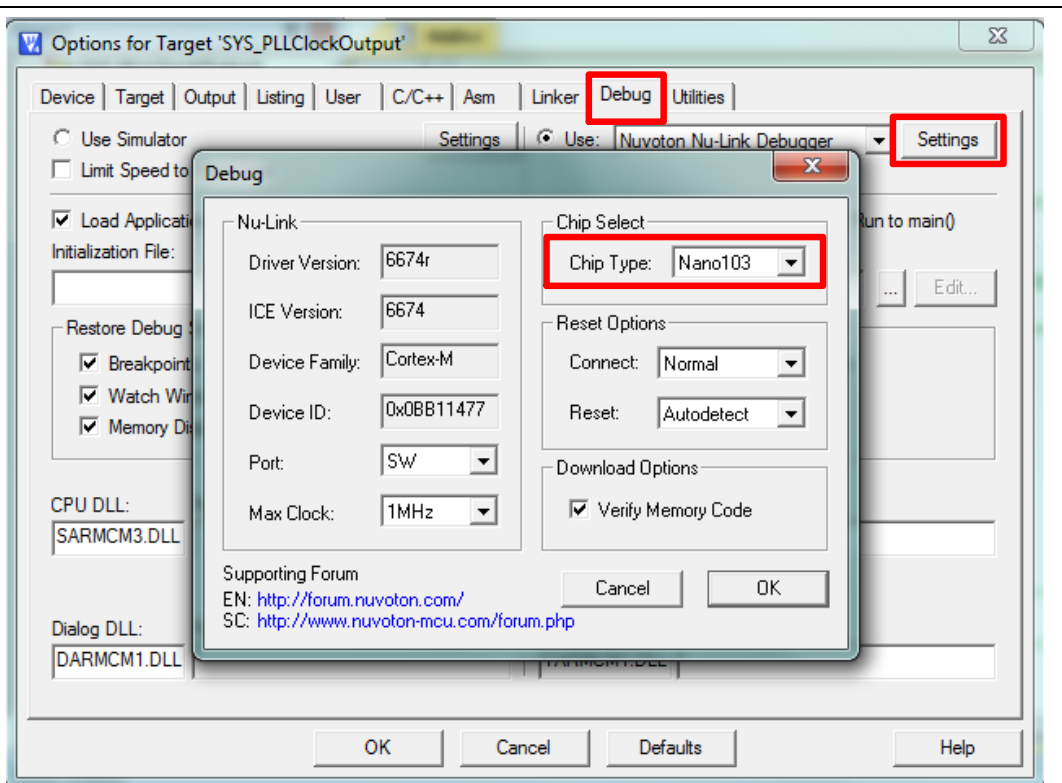 Options for Target 'SYS_PLLClockOutput'
Device Target Output Listing User C/C++ Asm Linker Debug Utilities
Use Simulator Settings Use: Nuvoton Nu-Link Debugger Settings
Limit Speed to
Debug
Load Applicati Run to main()
Initialization File:
... Edit...
Restore Debug
Breakpoint
Watch Win
Memory Dis
Nu-Link
Driver Version: 6674r
ICE Version: 6674
Device Family: Cortex-M
Device ID: 0x0BB11477
Port: SW
Max Clock: 1MHz
Chip Select
Chip Type: Nano103
Reset Options
Connect: Normal
Reset: Autodetect
Download Options
Verify Memory Code
Supporting Forum
EN: http://forum.nuvoton.com/
SC: http://www.nuvoton-mcu.com/forum.php
Cancel OK
CPU DLL:
SARMCM3.DLL
Dialog DLL:
DARMCM1.DLL
OK Cancel Defaults Help